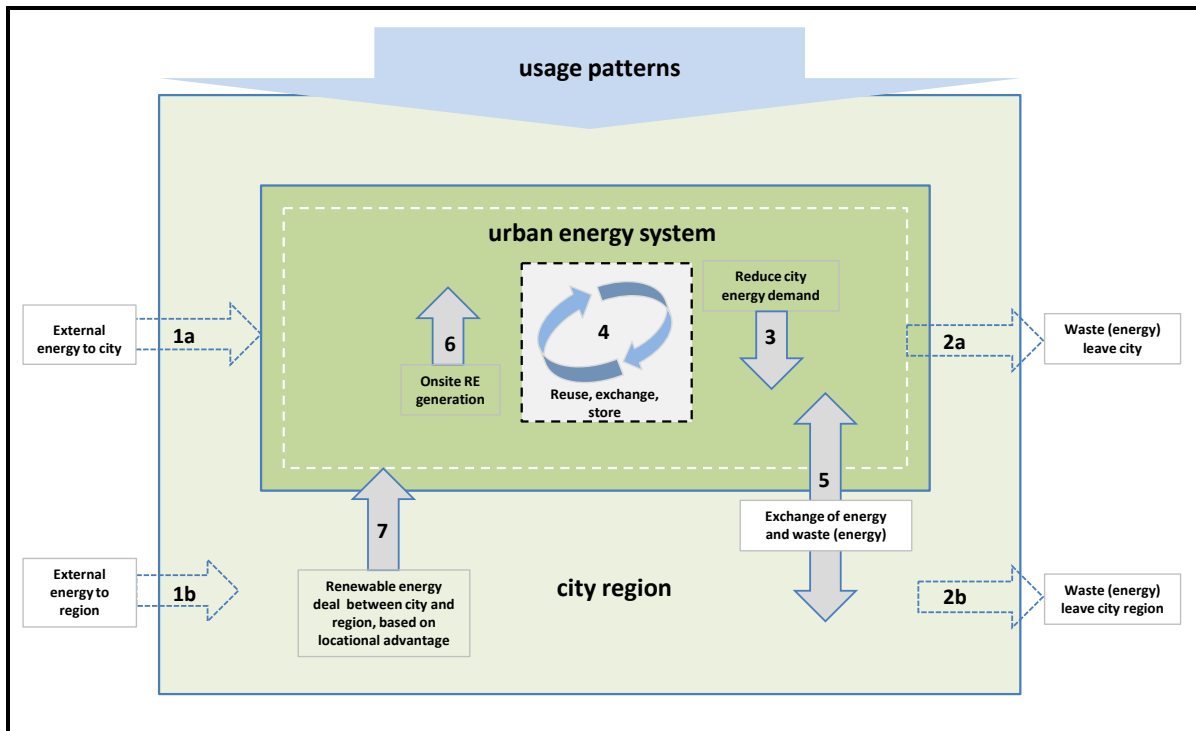 usage patterns
urban energy system
Reduce city
energy demand
External
energy to city
1a
6
4
3
2a
Waste (energy)
leave city
Onsite RE
generation
Reuse, exchange,
store
5
7
Exchange of energy
and waste (energy)
External
energy to
region
1b
Renewable energy
deal between city and
region, based on
locational advantage
city region
2b
Waste (energy)
leave city region